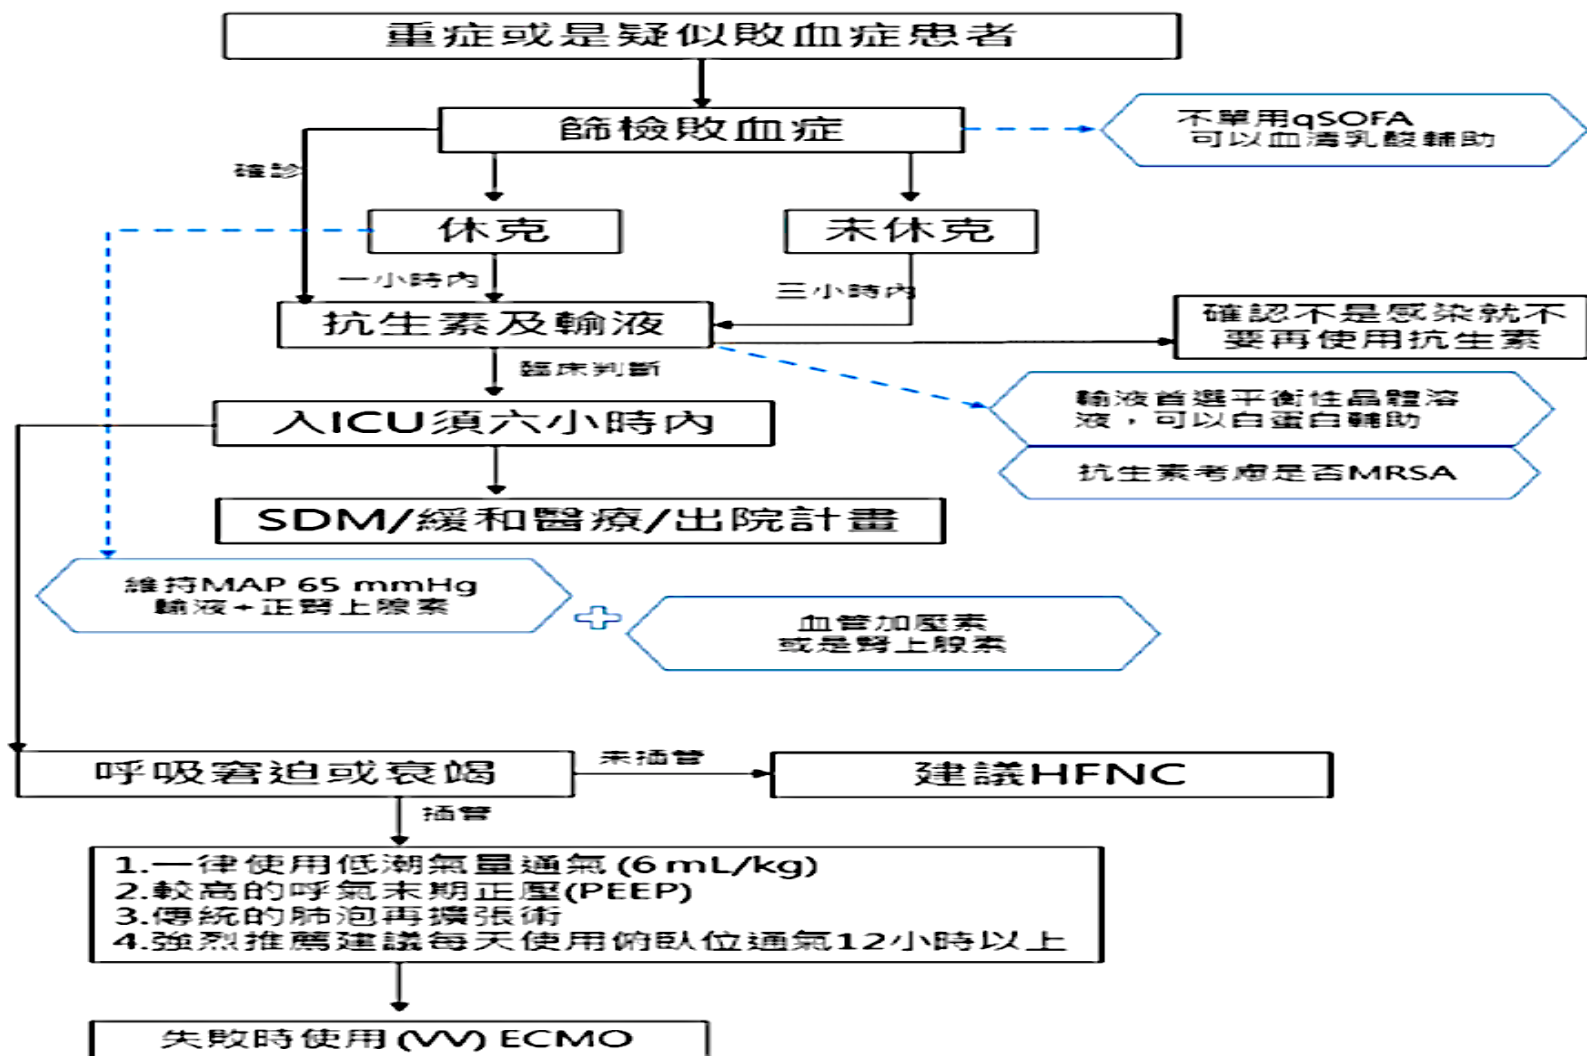 重症或是疑似敗血症患者
篩檢敗血症
不單用qSOFA
可以血清乳酸輔助
確診
休克
未休克
一小時內
三小時內
抗生素及輸液
確認不是感染就不
要再使用抗生素
臨床判斷
輸液首選平衡性晶體溶
液，可以白蛋白輔助
入ICU須六小時內
抗生素考慮是否MRSA
SDM/緩和醫療/出院計畫
維持MAP 65 mmHg
輸液+正腎上腺素
血管加壓素
或是腎上腺素
呼吸窘迫或衰竭
未插管
建議HFNC
插管
1.一律使用低潮氣量通氣(6 mL/kg)
2.較高的呼氣末期正壓(PEEP)
3.傳統的肺泡再擴張術
4.強烈推薦建議每天使用俯臥位通氣12小時以上
失敗時使用(VV) ECMO